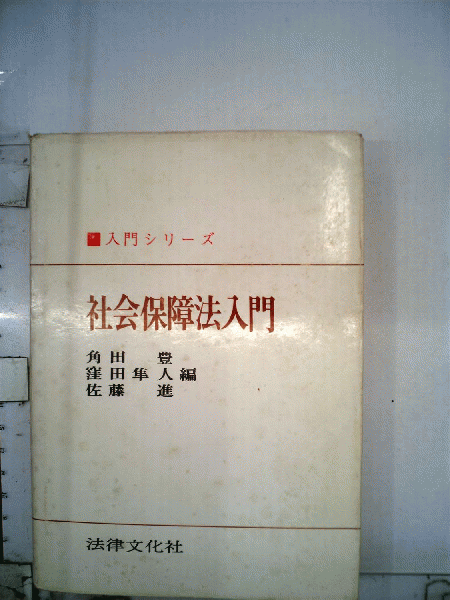 入門シリーズ
社会保障法入門
角田 豊
窪田隼人編
佐藤 進
法律文化社